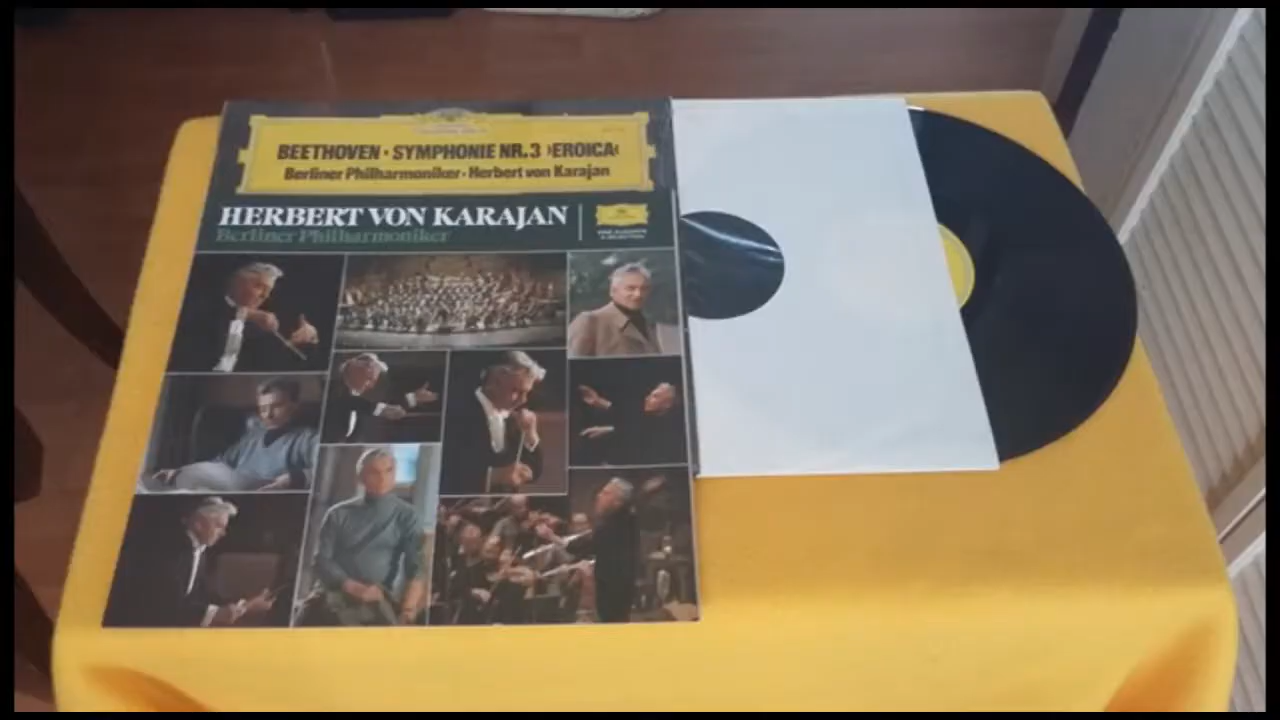 BEETHOVEN · SYMPHONIE NR. 3 ›EROICA‹
Berliner Philharmoniker · Herbert von Karajan
HERBERT VON KARAJAN
Berliner Philharmoniker